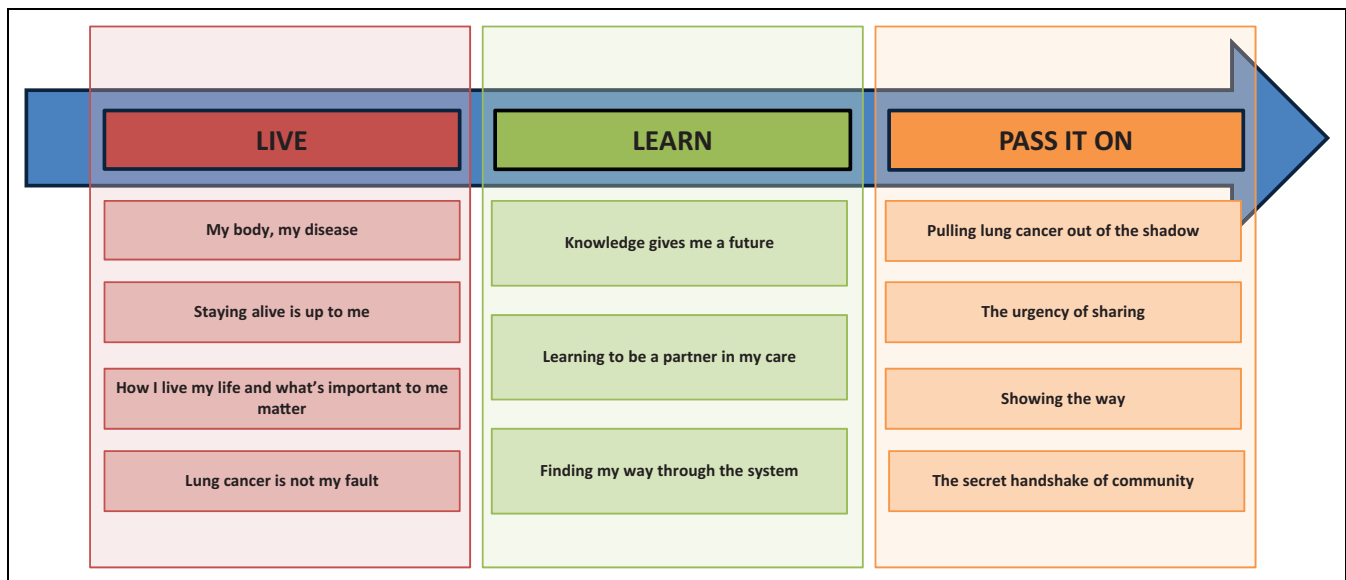 LIVE
My body, my disease
Staying alive is up to me
How I live my life and what’s important to me
matter
Lung cancer is not my fault
LEARN
Knowledge gives me a future
Learning to be a partner in my care
Finding my way through the system
PASS IT ON
Pulling lung cancer out of the shadow
The urgency of sharing
Showing the way
The secret handshake of community